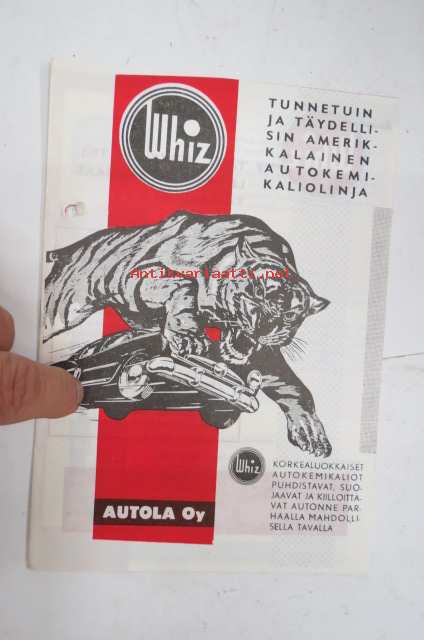 Whiz
TUNNETUIN
JA TÄYDELLI-
SIN AMERIK-
KALAINEN
AUTOKEMI-
KALIOLINJA
Antikvariaatti.net
Whiz
KORKEALUOKKAISET
AUTOKEMIKALIOT
PUHDISTAVAT, SUO-
JAAVAT JA KIILLOITTA-
VAT AUTONNE PAR-
HAALLA MAHDOLLI-
SELLA TAVALLA
AUTOLA Oy